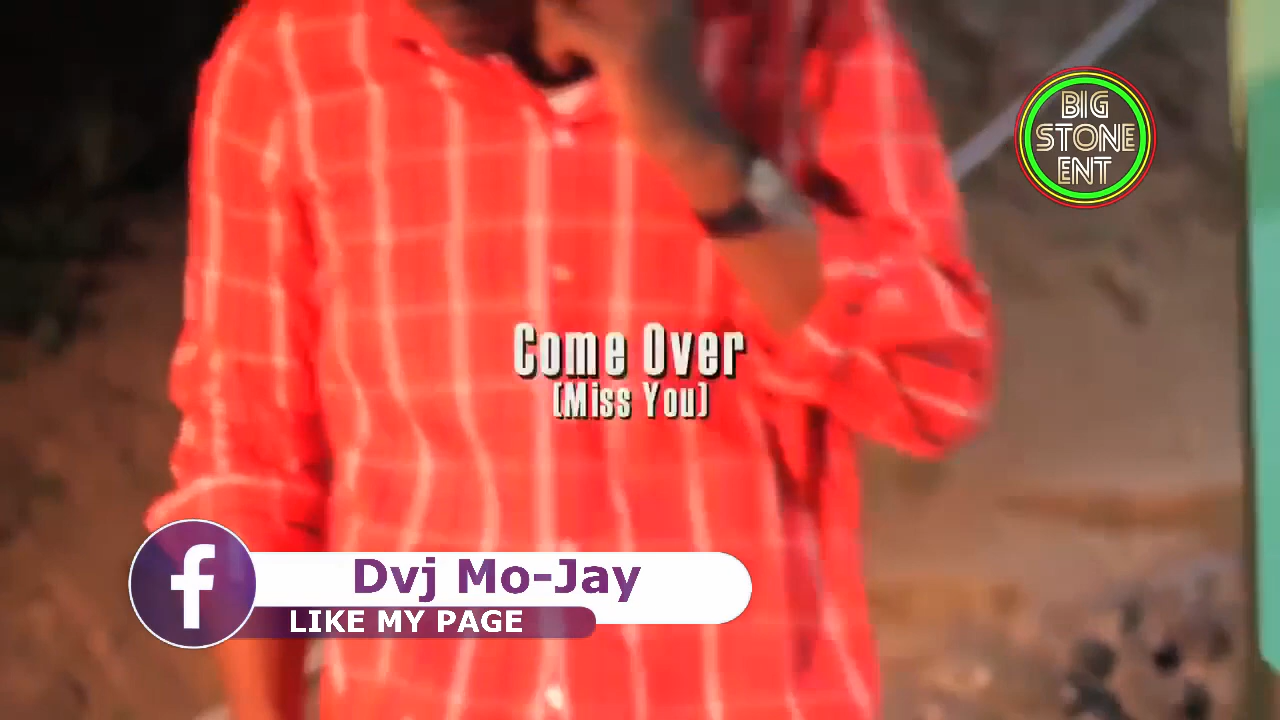 BIG
STONE
ENT
Come Over
(Miss You)
Dvj Mo-Jay
LIKE MY PAGE